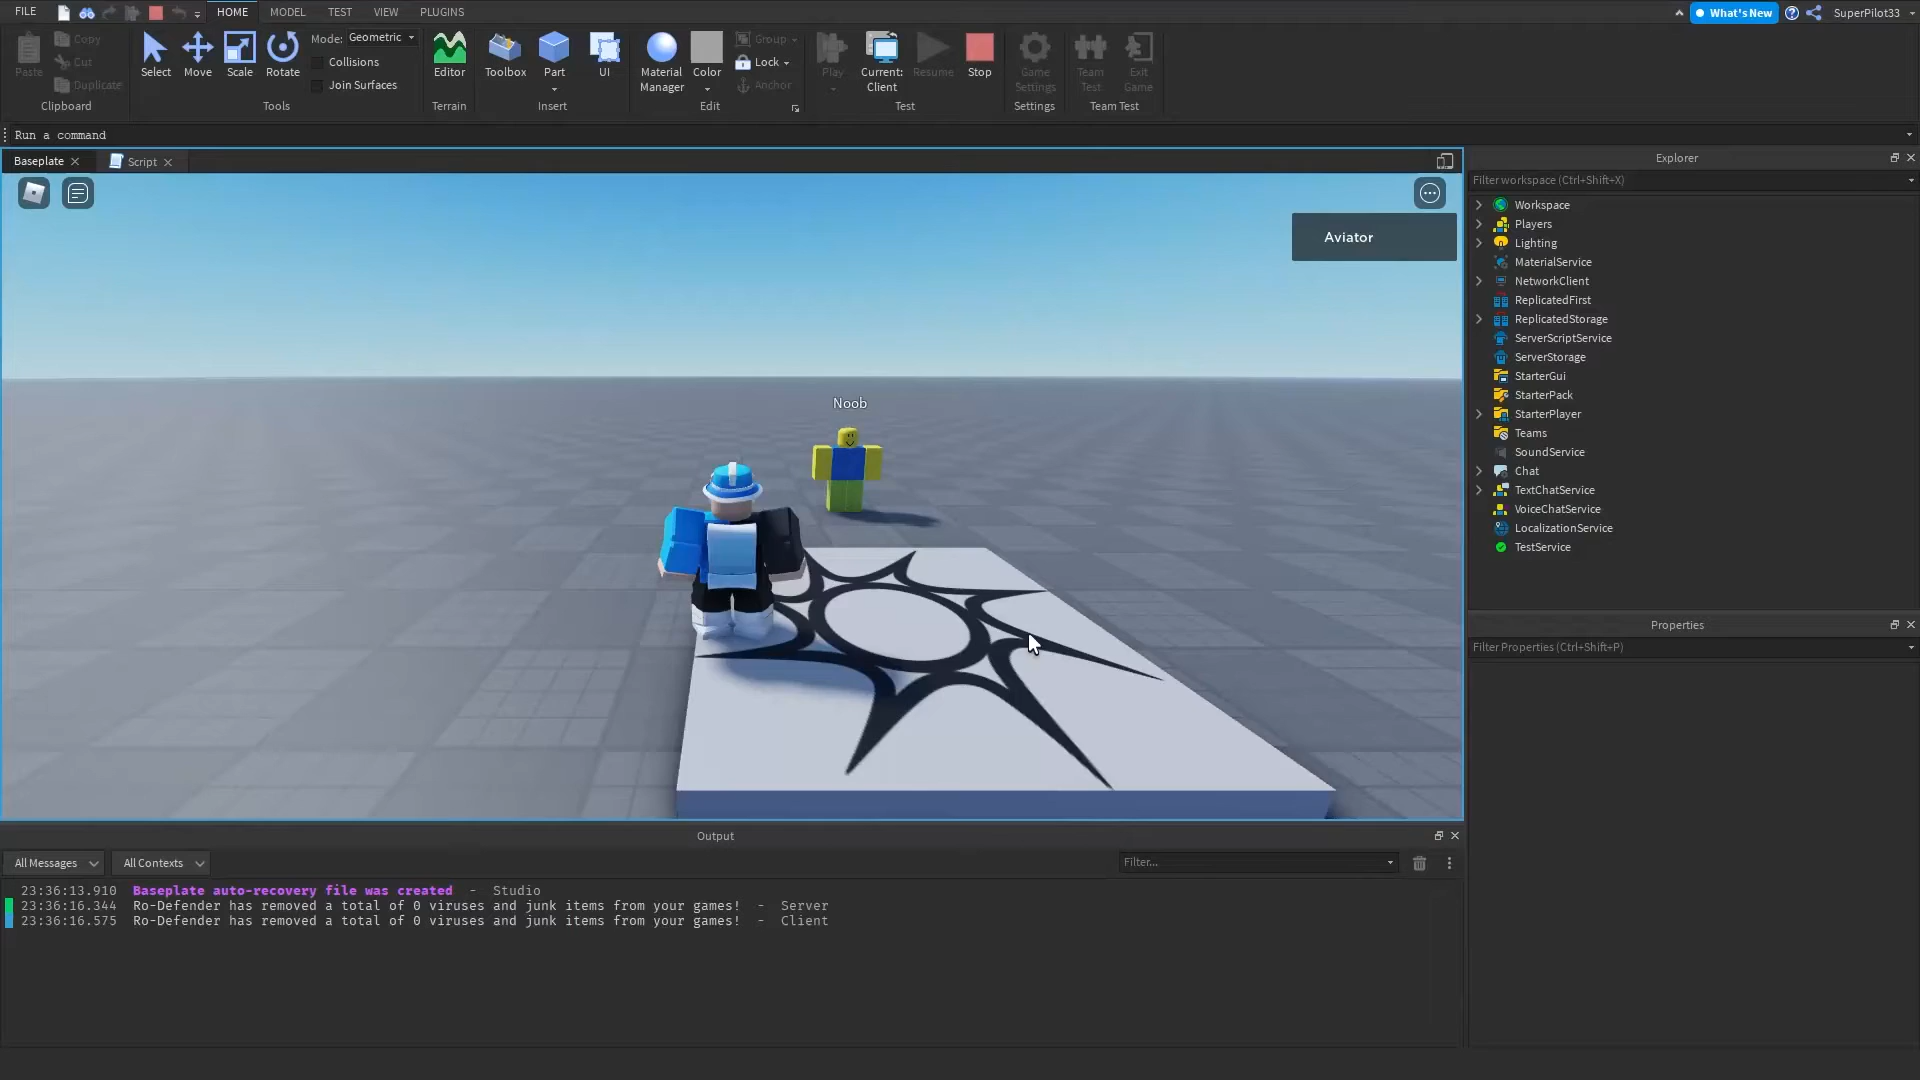 FILE HOME MODEL TEST VIEW PLUGINS What's New SuperPilot33
Paste Copy Cut Duplicate Clipboard
Select Move Scale Rotate Mode: Geometric Collisions Join Surfaces Tools
Editor Terrain
Toolbox Part UI Insert
Material Manager Color Group Lock Anchor Edit
Play Current: Client Resume Stop Test
Game Settings Settings
Team Test Exit Game Team Test
Run a command
Baseplate Script
Aviator
Noob
Explorer
Filter workspace (Ctrl+Shift+X)
Workspace
Players
Lighting
MaterialService
NetworkClient
ReplicatedFirst
ReplicatedStorage
ServerScriptService
ServerStorage
StarterGui
StarterPack
StarterPlayer
Teams
SoundService
Chat
TextChatService
VoiceChatService
LocalizationService
TestService
Properties
Filter Properties (Ctrl+Shift+P)
Output
All Messages All Contexts Filter...
23:36:13.910 Baseplate auto-recovery file was created - Studio
23:36:16.344 Ro-Defender has removed a total of 0 viruses and junk items from your games! - Server
23:36:16.575 Ro-Defender has removed a total of 0 viruses and junk items from your games! - Client